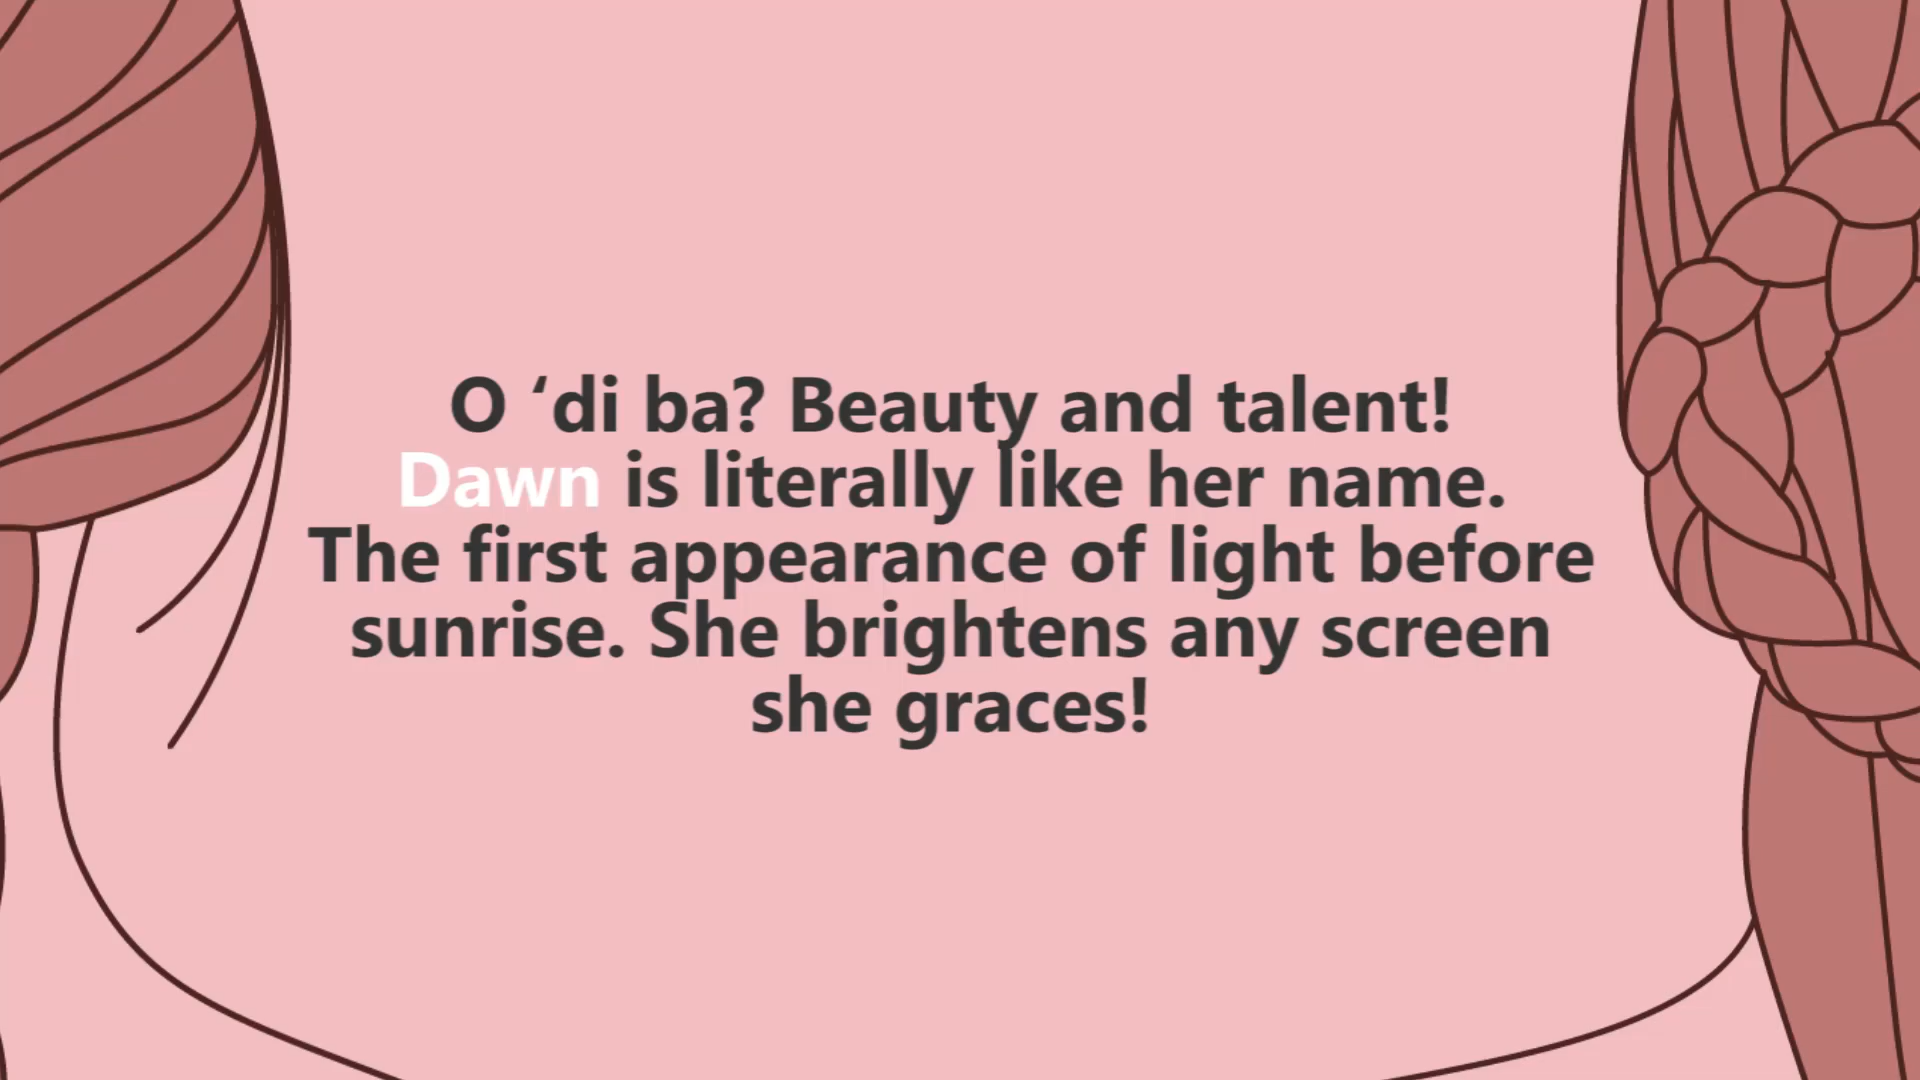 O ‘di ba? Beauty and talent!
Dawn is literally like her name.
The first appearance of light before
sunrise. She brightens any screen
she graces!